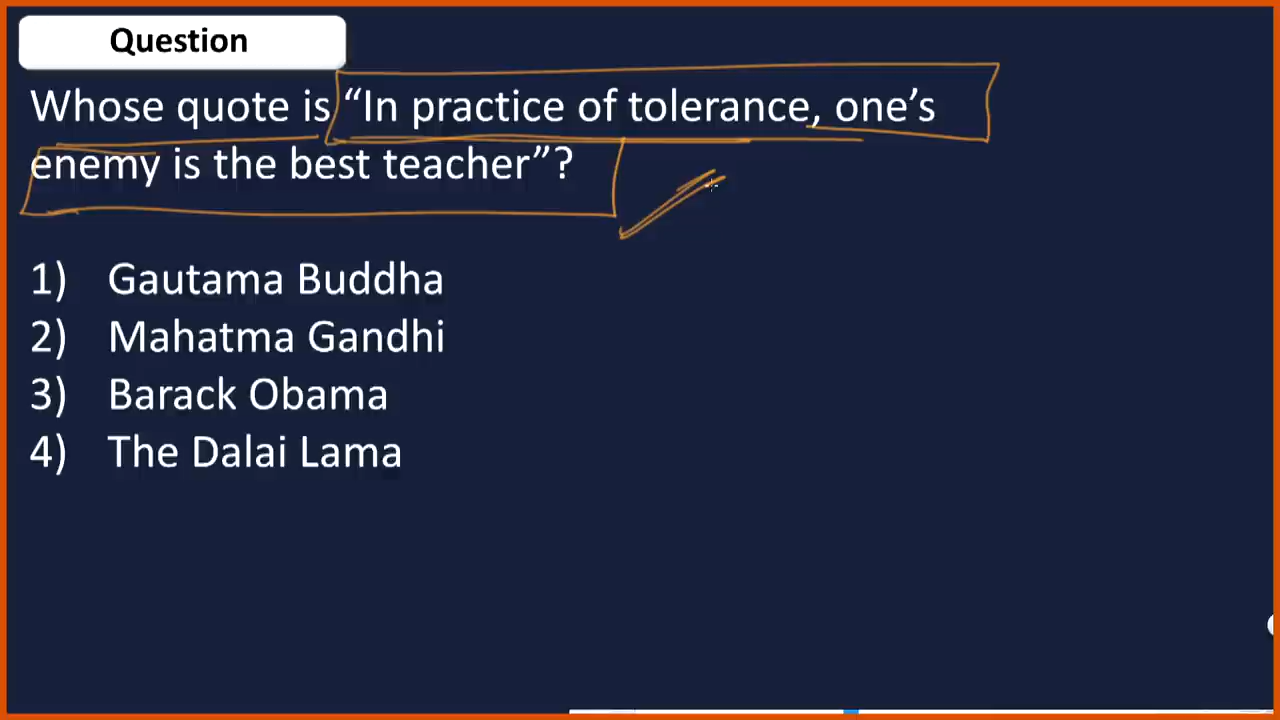 Question
Whose quote is “In practice of tolerance, one’s
enemy is the best teacher”?
1) Gautama Buddha
2) Mahatma Gandhi
3) Barack Obama
4) The Dalai Lama